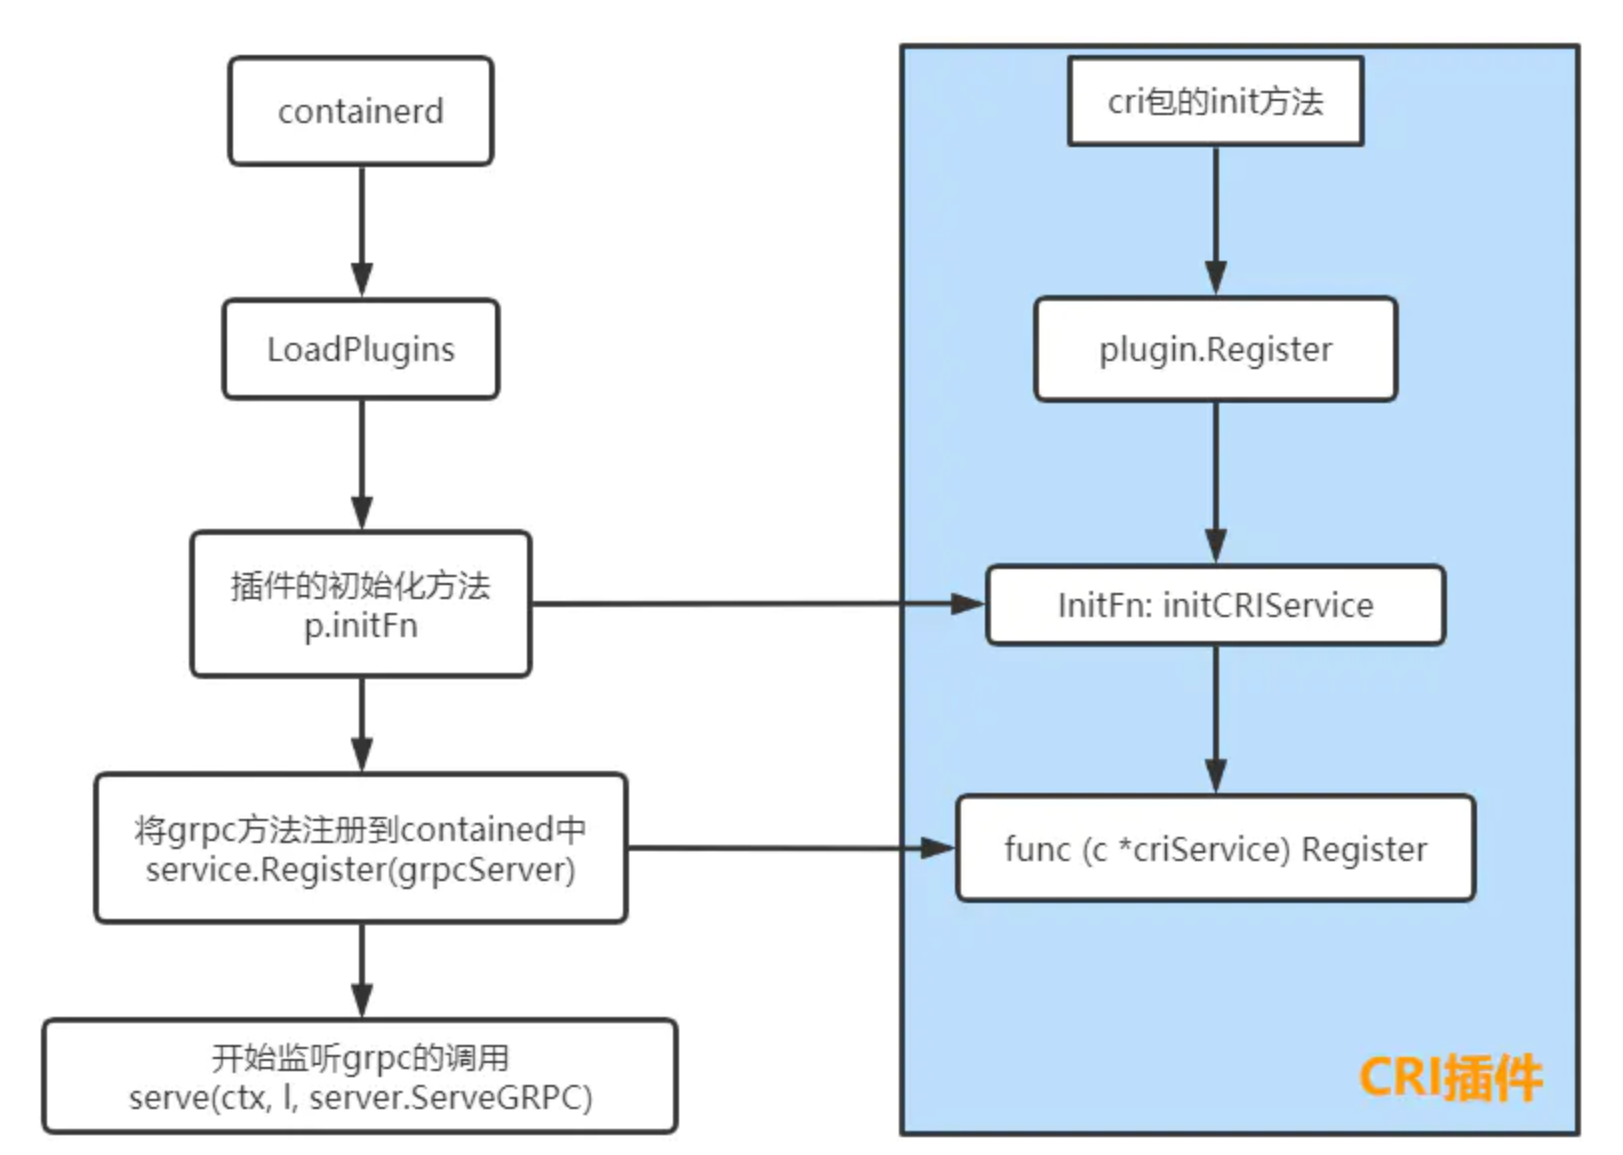 containerd
LoadPlugins
插件的初始化方法
p.initFn
将grpc方法注册到contained中
service.Register(grpcServer)
开始监听grpc的调用
serve(ctx, l, server.ServeGRPC)
cri包的init方法
plugin.Register
InitFn: initCRIService
func (c *criService) Register
CRI插件